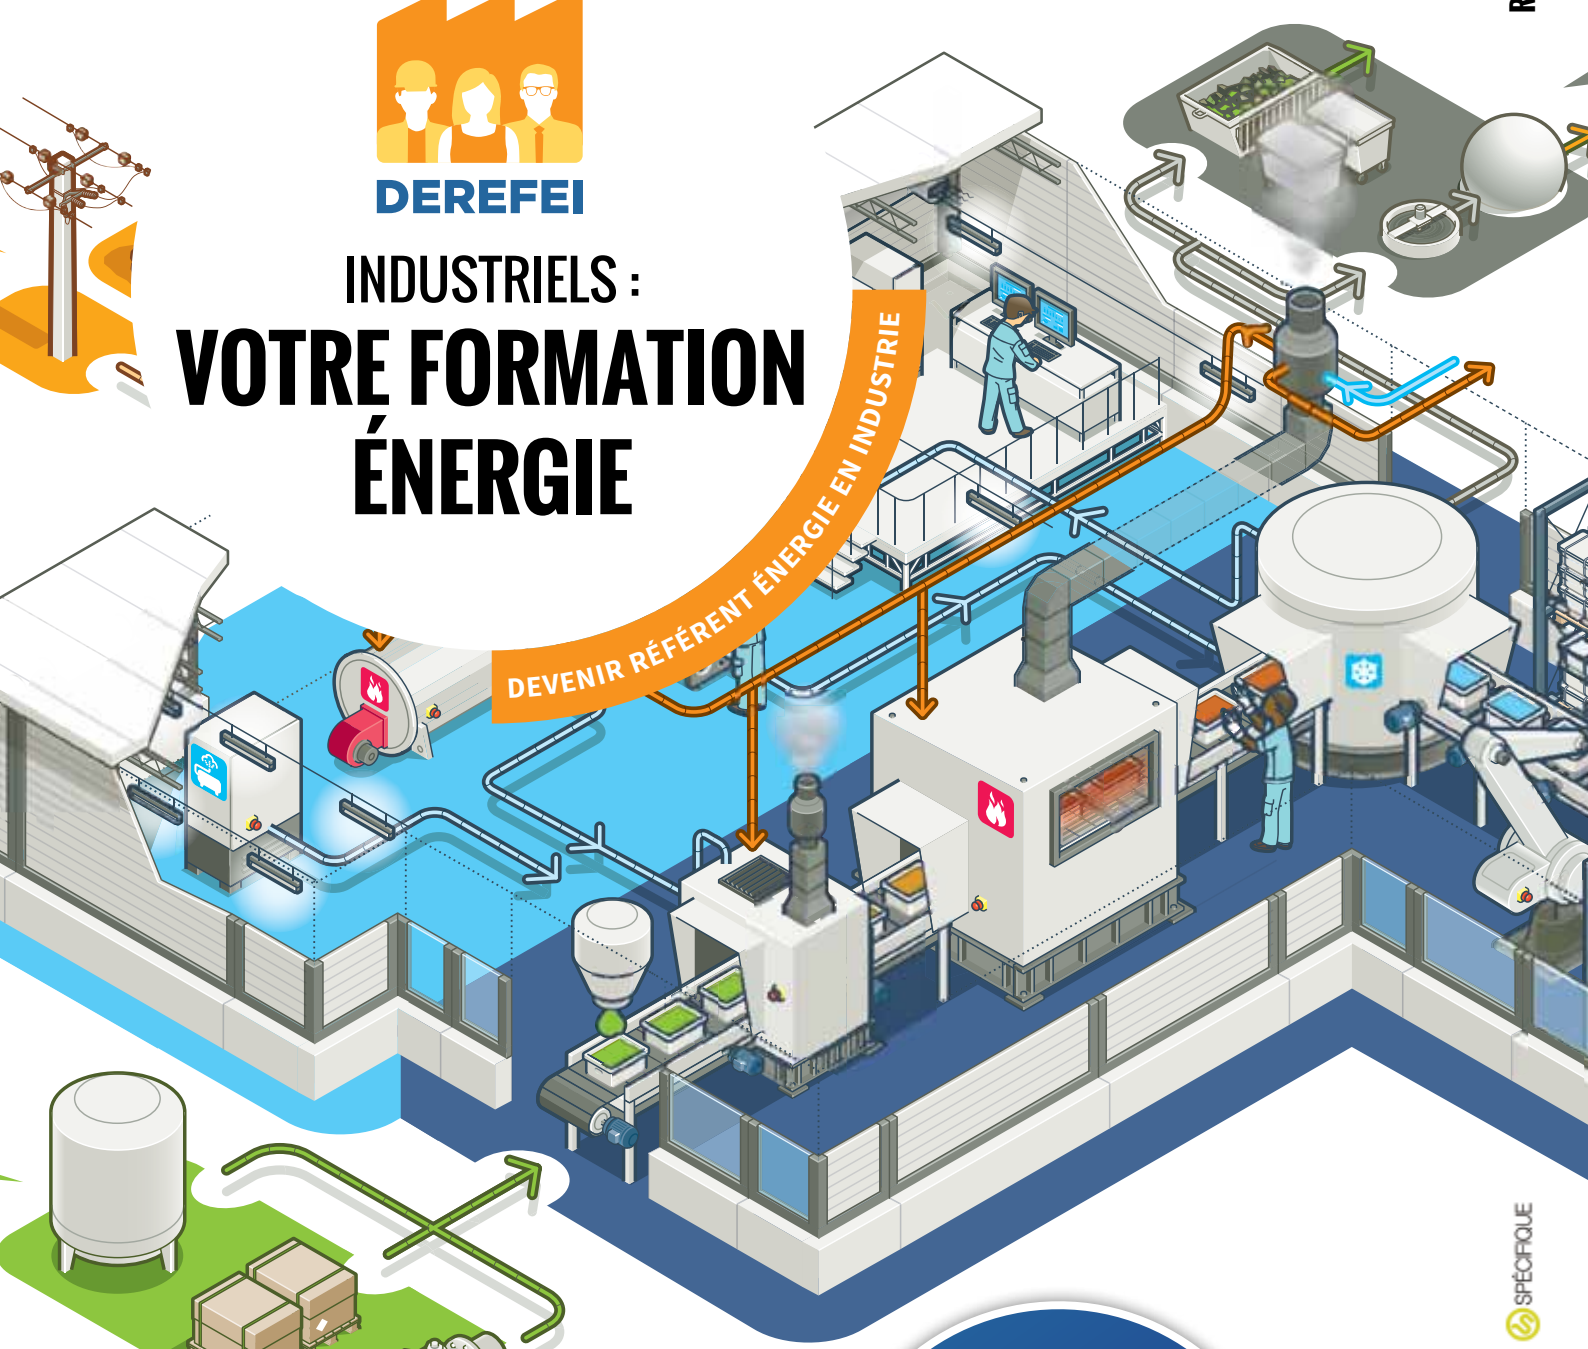 DEREFEI
INDUSTRIELS :
VOTRE FORMATION
ÉNERGIE
DEVENIR RÉFÉRENT ÉNERGIE EN INDUSTRIE
SPÉCIFIQUE